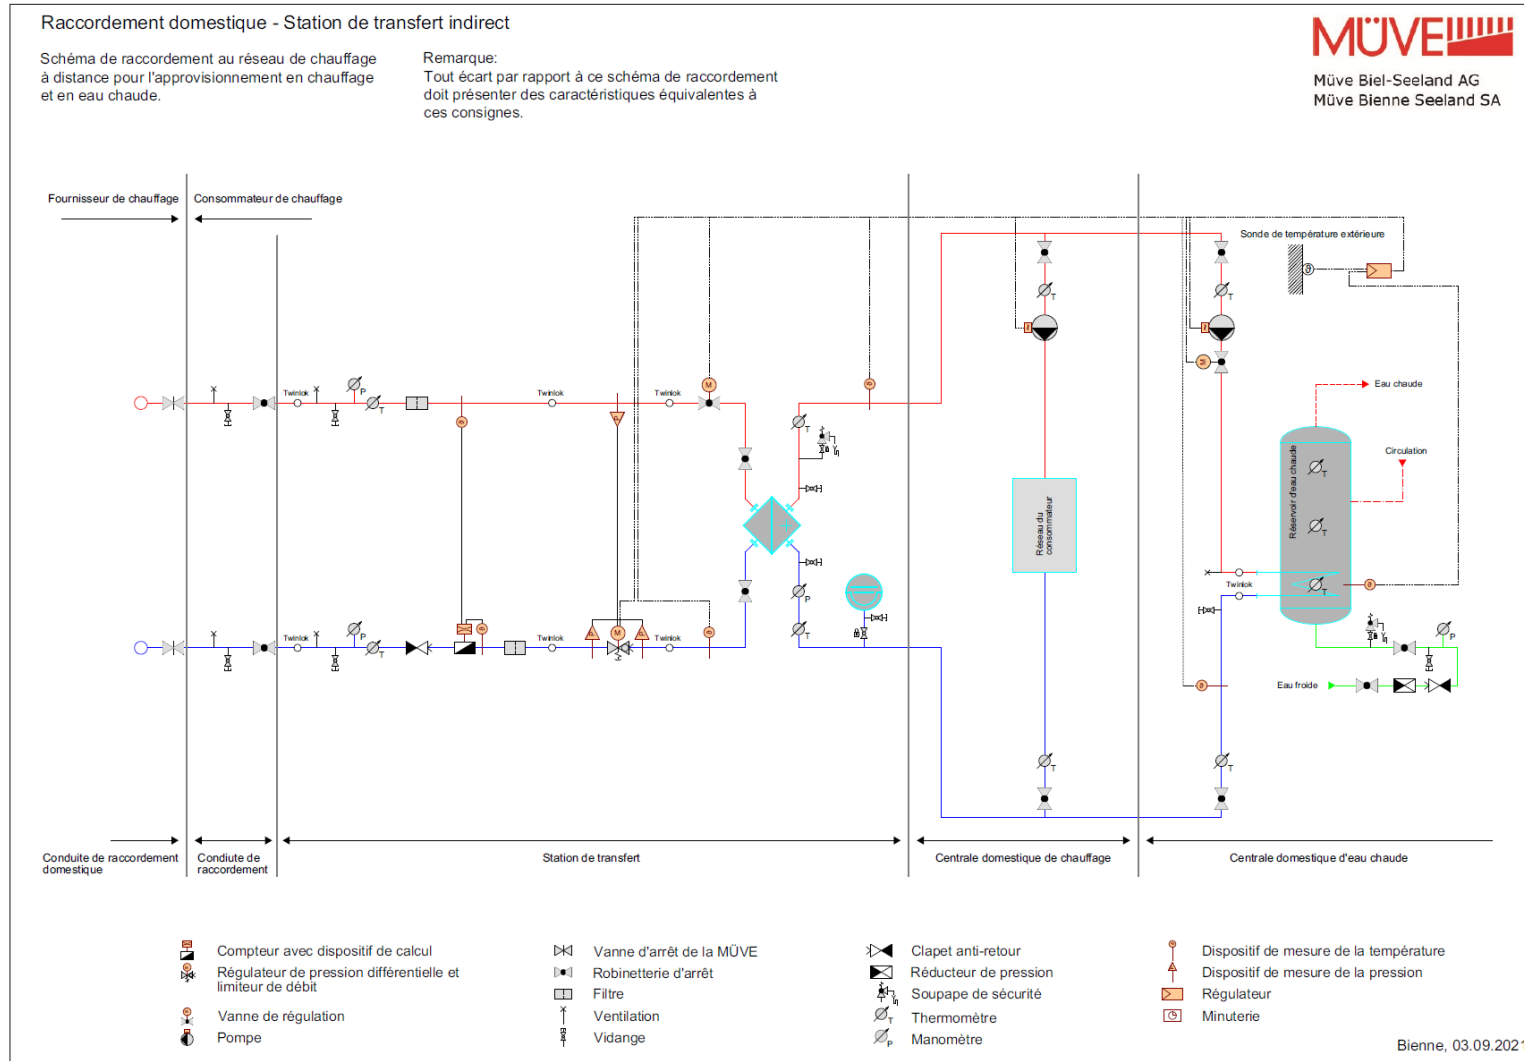 Raccordement domestique - Station de transfert indirect
Schéma de raccordement au réseau de chauffage
à distance pour l'approvisionnement en chauffage
et en eau chaude.
Remarque:
Tout écart par rapport à ce schéma de raccordement
doit présenter des caractéristiques équivalentes à
ces consignes.
MÜVE
Müve Biel-Seeland AG
Müve Bienne Seeland SA
Fournisseur de chauffage
Consommateur de chauffage
Sonde de température extérieure
Eau chaude
Circulation
Réservoir d'eau chaude
Réseau du
consommateur
Twinlok
Twinlok
Twinlok
M
P
T
T
T
T
M
T
T
T
Twinlok
Twinlok
Twinlok
Twinlok
P
T
M
P
T
P
Eau froide
T
T
Conduite de raccordement
domestique
Condiute de
raccordement
Station de transfert
Centrale domestique de chauffage
Centrale domestique d'eau chaude
Compteur avec dispositif de calcul
Régulateur de pression différentielle et
limiteur de débit
Vanne de régulation
Pompe
Vanne d'arrêt de la MÜVE
Robinetterie d'arrêt
Filtre
Ventilation
Vidange
Clapet anti-retour
Réducteur de pression
Soupape de sécurité
T
Thermomètre
P
Manomètre
Dispositif de mesure de la température
Dispositif de mesure de la pression
Régulateur
Minuterie
Bienne, 03.09.2021